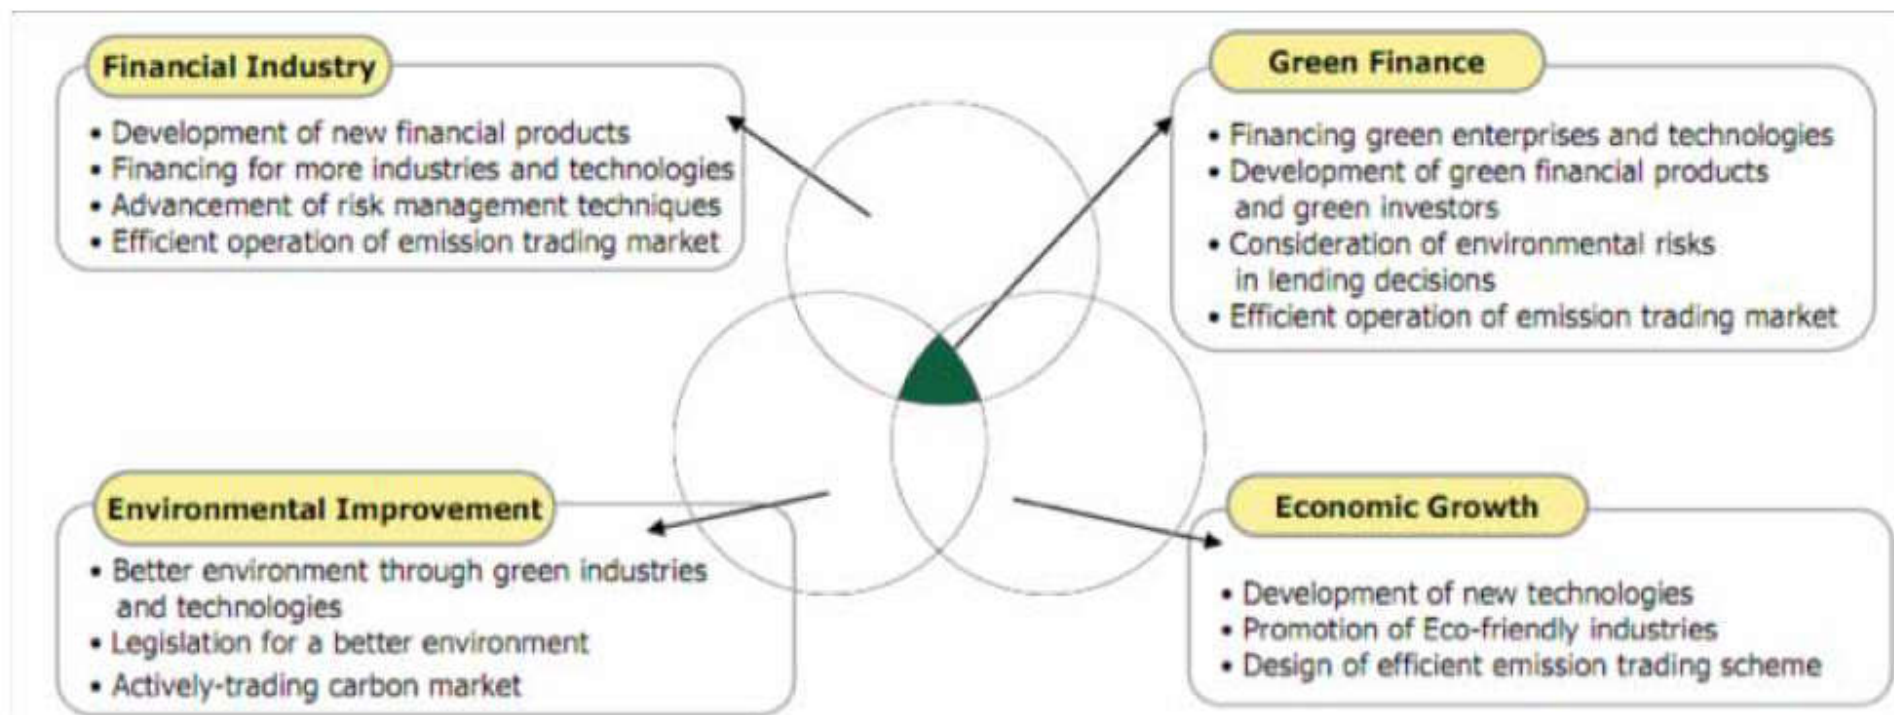 Financial Industry
• Development of new financial products
• Financing for more industries and technologies
• Advancement of risk management techniques
• Efficient operation of emission trading market
Green Finance
• Financing green enterprises and technologies
• Development of green financial products
and green investors
• Consideration of environmental risks
in lending decisions
• Efficient operation of emission trading market
Environmental Improvement
• Better environment through green industries
and technologies
• Legislation for a better environment
• Actively-trading carbon market
Economic Growth
• Development of new technologies
• Promotion of Eco-friendly industries
• Design of efficient emission trading scheme